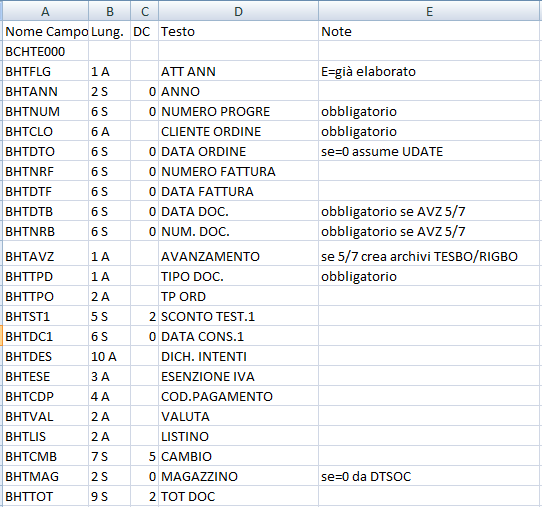 A B C D E
Nome Campo Lung. DC Testo Note
BCHTE000
BHTFLG 1 A ATT ANN E=già elaborato
BHTANN 2 S 0 ANNO
BHTNUM 6 S 0 NUMERO PROGRE obbligatorio
BHTCLO 6 A CLIENTE ORDINE obbligatorio
BHTDTO 6 S 0 DATA ORDINE se=0 assume UDATE
BHTNRF 6 S 0 NUMERO FATTURA
BHTDTF 6 S 0 DATA FATTURA
BHTDTB 6 S 0 DATA DOC. obbligatorio se AVZ 5/7
BHTNRB 6 S 0 NUM. DOC. obbligatorio se AVZ 5/7
BHTAVZ 1 A AVANZAMENTO se 5/7 crea archivi TESBO/RIGBO
BHTTPD 1 A TIPO DOC. obbligatorio
BHTTPO 2 A TP ORD
BHTST1 5 S 2 SCONTO TEST.1
BHTDC1 6 S 0 DATA CONS.1
BHTDES 10 A DICH. INTENTI
BHTESE 3 A ESENZIONE IVA
BHTCDP 4 A COD.PAGAMENTO
BHTVAL 2 A VALUTA
BHTLIS 2 A LISTINO
BHTCMB 7 S 5 CAMBIO
BHTMAG 2 S 0 MAGAZZINO se=0 da DTSOC
BHTTOT 9 S 2 TOT DOC